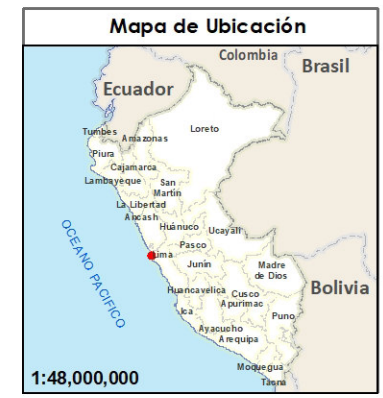 Mapa de Ubicación
Colombia
Brasil
Ecuador
Tumbes
Amazonas
Loreto
Piura
Cajamarca
Lambayeque
San
Martín
La Libertad
Ancash
Huánuco
Ucayali
OCEANO PACIFICO
Pasco
Lima
Junin
Madre
de Dios
Bolivia
Huancavelica
Cusco
Apurimac
Ica
Puno
Ayacucho
Arequipa
Moquegua
Tacna
1:48,000,000